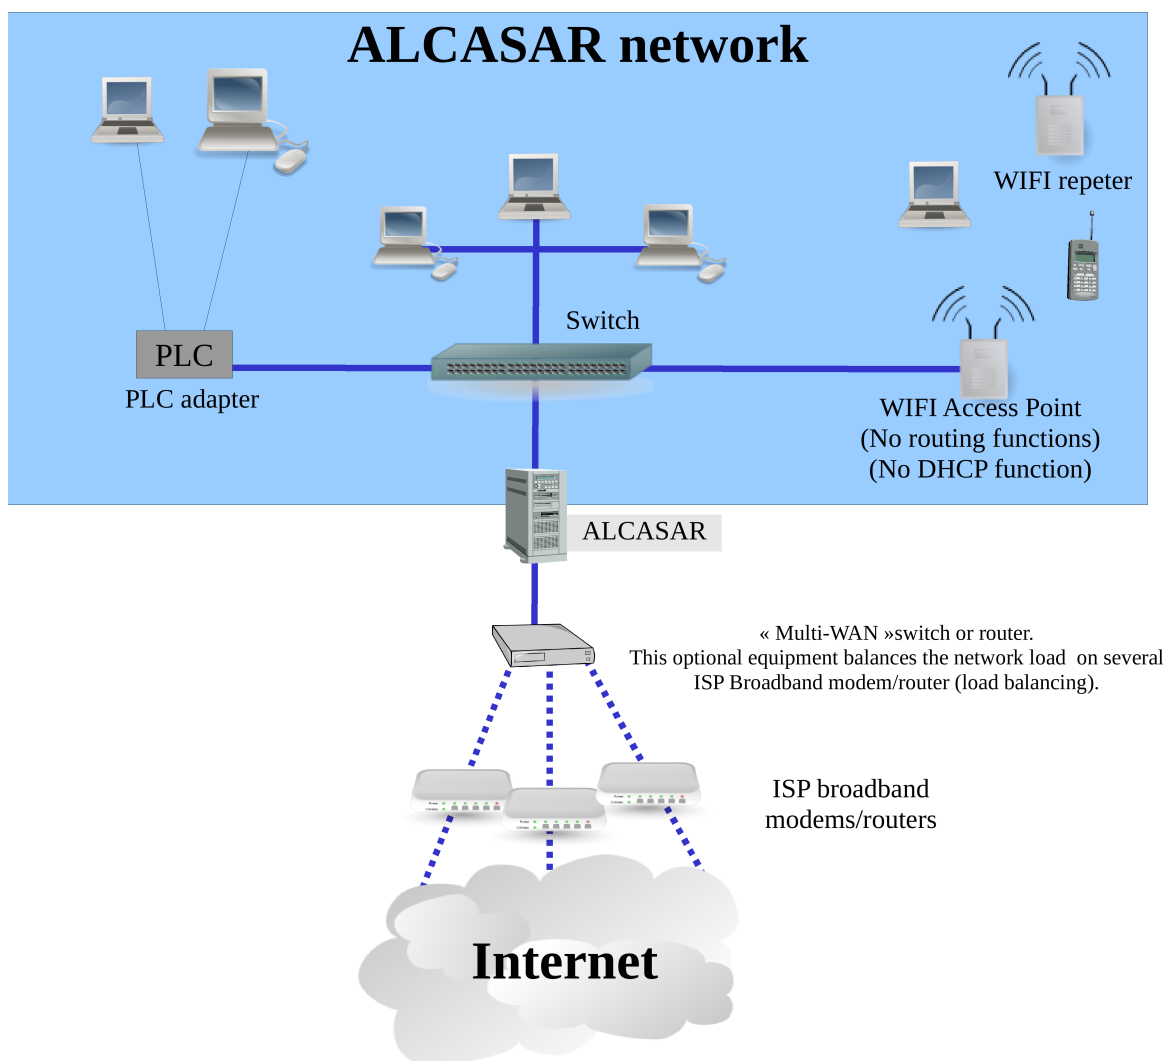 ALCASAR network
WIFI repeter
Switch
PLC
PLC adapter
WIFI Access Point
(No routing functions)
(No DHCP function)
ALCASAR
« Multi-WAN »switch or router.
This optional equipment balances the network load  on several
ISP Broadband modem/router (load balancing).
ISP broadband
modems/routers
Internet